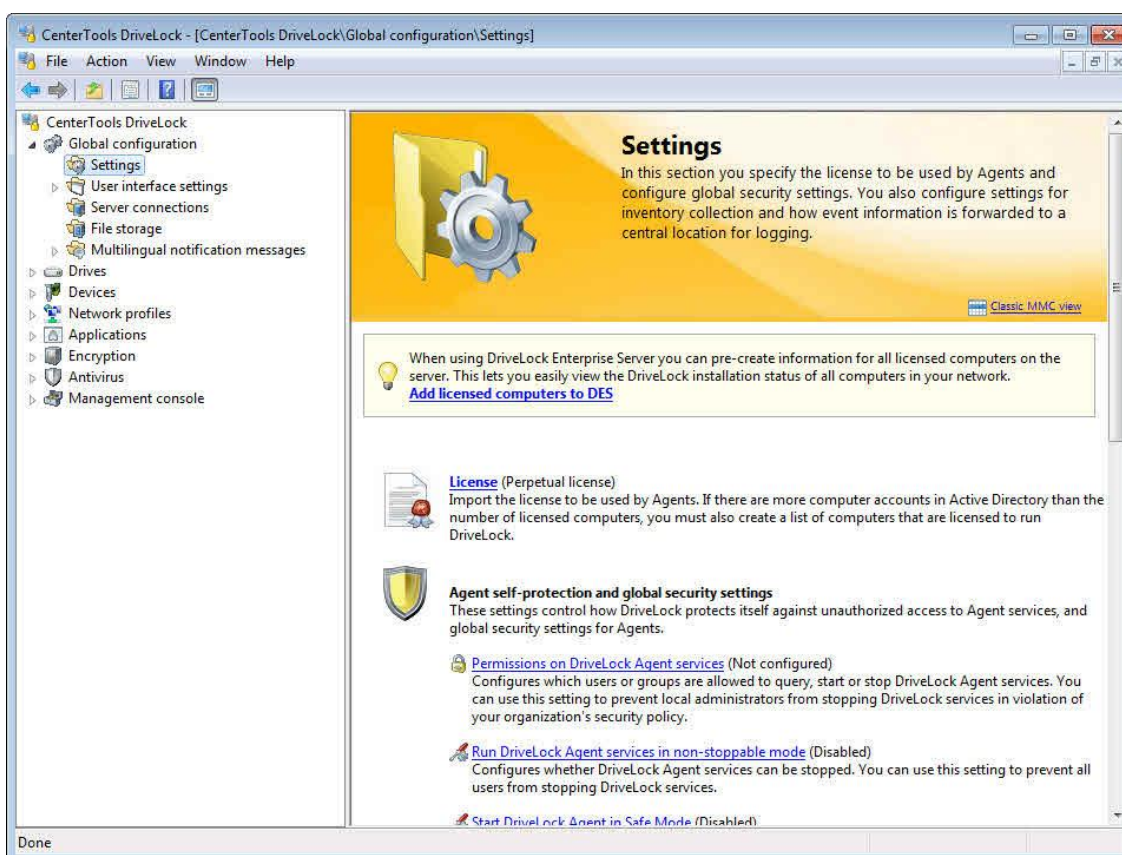 CenterTools DriveLock - [CenterTools DriveLock\Global configuration\Settings]
File Action View Window Help
CenterTools DriveLock
Global configuration
Settings
User interface settings
Server connections
File storage
Multilingual notification messages
Drives
Devices
Network profiles
Applications
Encryption
Antivirus
Management console
Settings
In this section you specify the license to be used by Agents and
configure global security settings. You also configure settings for
inventory collection and how event information is forwarded to a
central location for logging.
Classic MMC view
When using DriveLock Enterprise Server you can pre-create information for all licensed computers on the
server. This lets you easily view the DriveLock installation status of all computers in your network.
Add licensed computers to DES
License (Perpetual license)
Import the license to be used by Agents. If there are more computer accounts in Active Directory than the
number of licensed computers, you must also create a list of computers that are licensed to run
DriveLock.
Agent self-protection and global security settings
These settings control how DriveLock protects itself against unauthorized access to Agent services, and
global security settings for Agents.
Permissions on DriveLock Agent services (Not configured)
Configures which users or groups are allowed to query, start or stop DriveLock Agent services. You
can use this setting to prevent local administrators from stopping DriveLock services in violation of
your organization's security policy.
Run DriveLock Agent services in non-stoppable mode (Disabled)
Configures whether DriveLock Agent services can be stopped. You can use this setting to prevent all
users from stopping DriveLock services.
Start DriveLock Agent in Safe Mode (Disabled)
Done